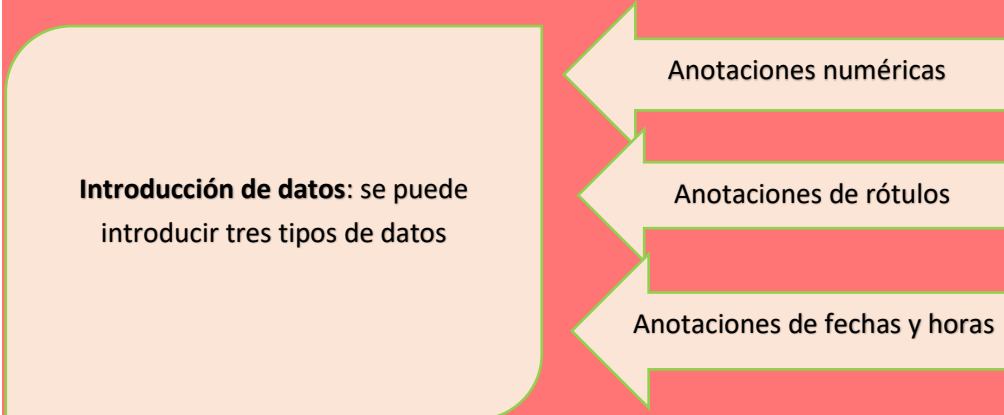 Introducción de datos: se puede
introducir tres tipos de datos
Anotaciones numéricas
Anotaciones de rótulos
Anotaciones de fechas y horas